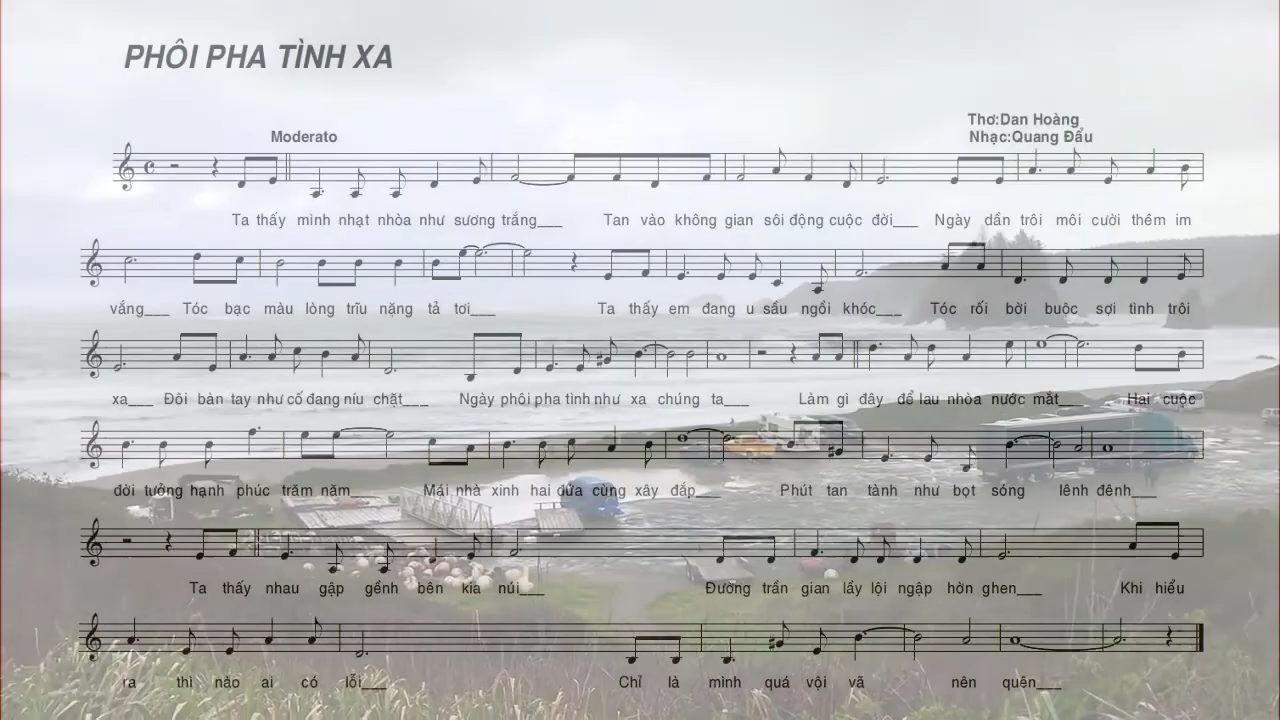 PHÔI PHA TÌNH XA
Thơ:Dan Hoàng
Moderato
Nhạc:Quang Đẩu
Ta thấy mình nhạt nhòa như sương trắng___ Tan vào không gian sôi động cuộc đời___ Ngày dần trôi môi cười thêm im
vắng___ Tóc bạc màu lòng trĩu nặng tả tơi___ Ta thấy em đang u sầu ngồi khóc___ Tóc rối bời buộc sợi tình trôi
xa___ Đôi bàn tay như cố đang níu chặt___ Ngày phôi pha tình như xa chúng ta___ Làm gì đây để lau nhòa nước mắt___ Hai cuộc
đời tưởng hạnh phúc trăm năm___ Mái nhà xinh hai đứa cùng xây đắp___ Phút tan tành như bọt sóng lênh đênh___
Ta thấy nhau gập gềnh bên kia núi___ Đường trần gian lầy lội ngập hờn ghen___ Khi hiểu
ra thì nào ai có lỗi___ Chỉ là mình quá vội vã nên quên___